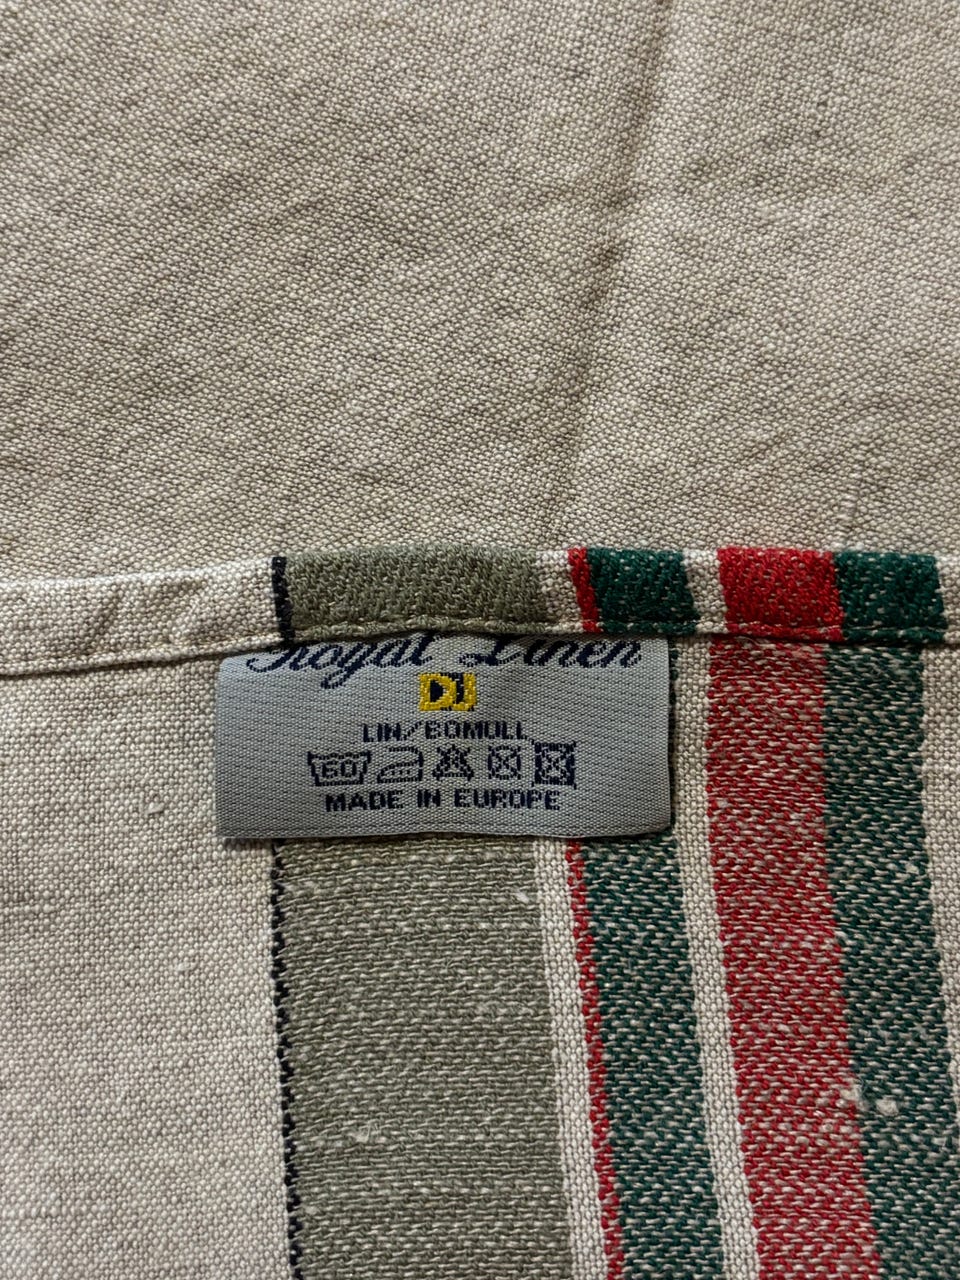 Royal Linen
DJ
LIN/BOMULL
60
MADE IN EUROPE